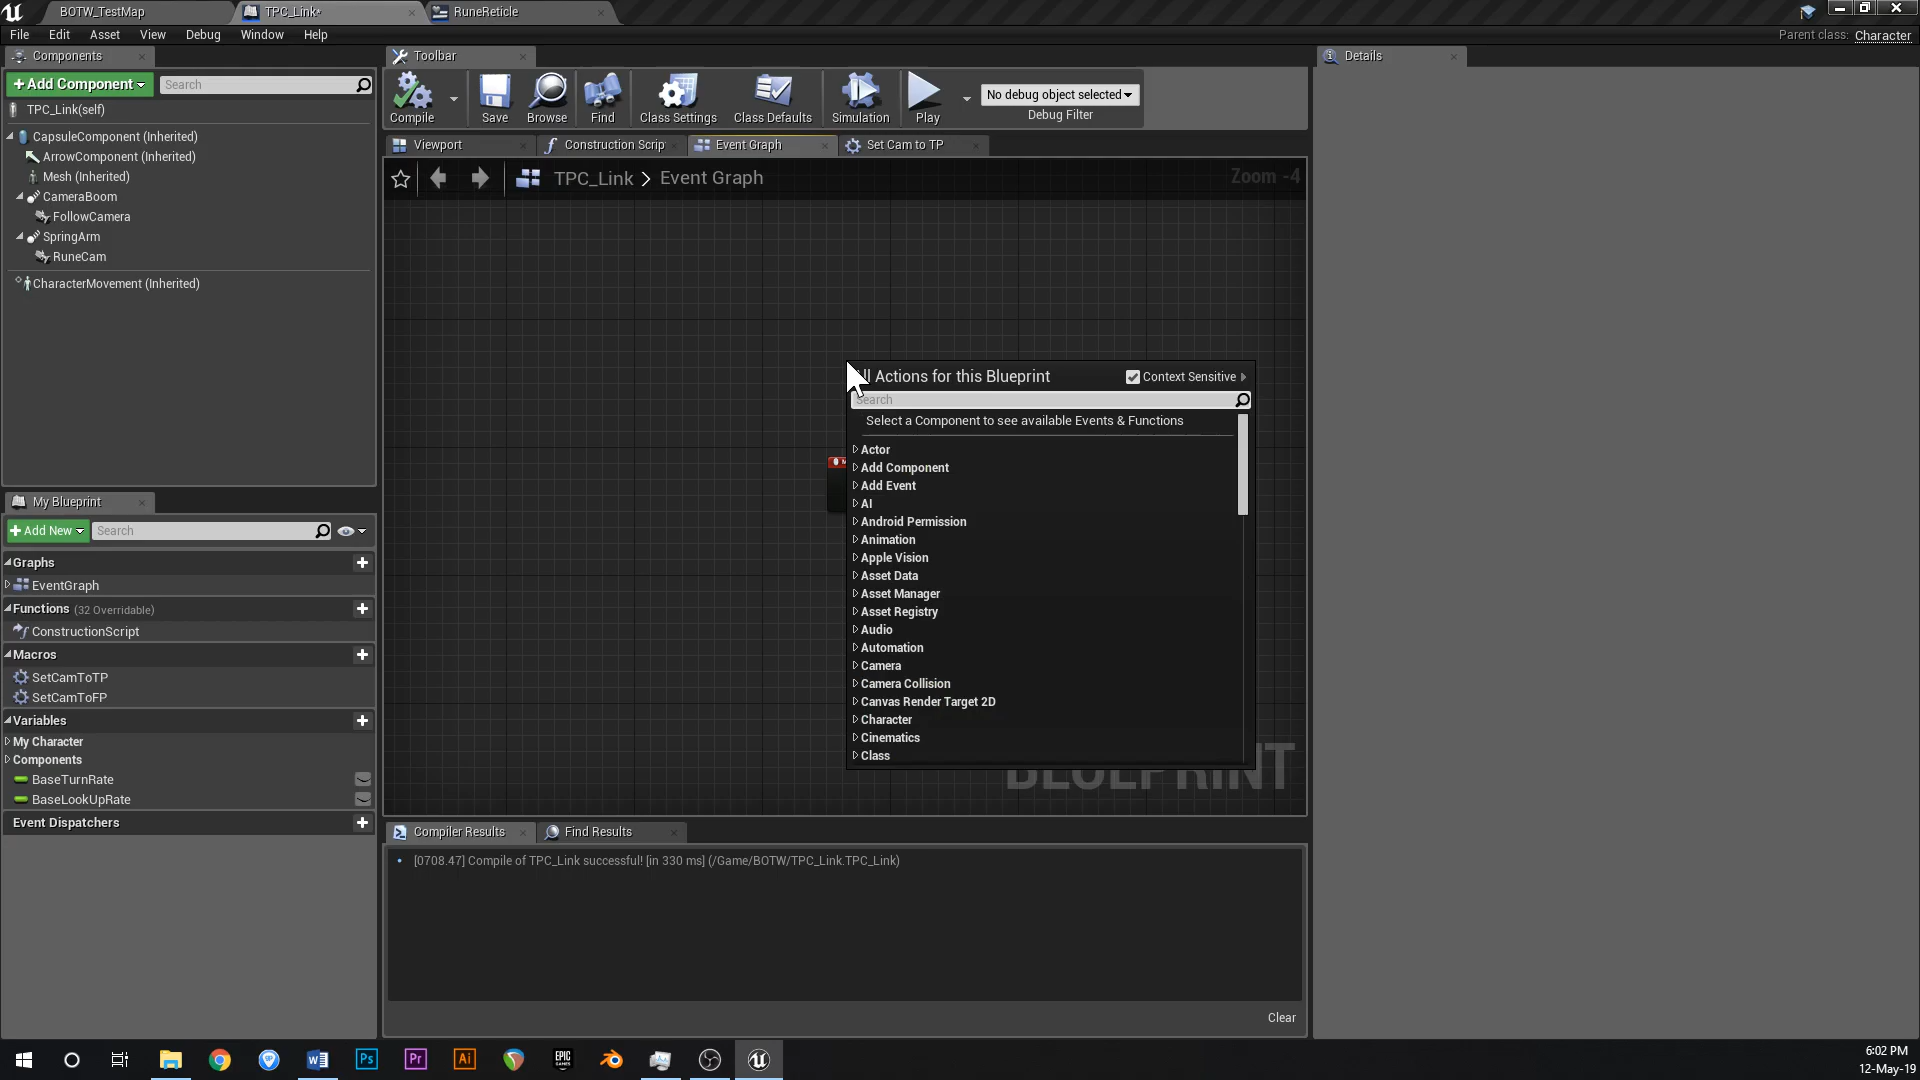 BOTW_TestMap
TPC_Link*
RuneReticle
File Edit Asset View Debug Window Help
Parent class: Character
Components
+ Add Component
Search
TPC_Link(self)
CapsuleComponent (Inherited)
ArrowComponent (Inherited)
Mesh (Inherited)
CameraBoom
FollowCamera
SpringArm
RuneCam
CharacterMovement (Inherited)
My Blueprint
+ Add New
Search
Graphs
EventGraph
Functions (32 Overridable)
ConstructionScript
Macros
SetCamToTP
SetCamToFP
Variables
My Character
Components
BaseTurnRate
BaseLookUpRate
Event Dispatchers
Toolbar
Compile
Save
Browse
Find
Class Settings
Class Defaults
Simulation
Play
No debug object selected
Debug Filter
Viewport
Construction Scrip
Event Graph
Set Cam to TP
TPC_Link > Event Graph
Zoom -4
All Actions for this Blueprint
Context Sensitive
Search
Select a Component to see available Events & Functions
Actor
Add Component
Add Event
AI
Android Permission
Animation
Apple Vision
Asset Data
Asset Manager
Asset Registry
Audio
Automation
Camera
Camera Collision
Canvas Render Target 2D
Character
Cinematics
Class
BLUEPRINT
Compiler Results
Find Results
[0708.47] Compile of TPC_Link successful! [in 330 ms] (/Game/BOTW/TPC_Link.TPC_Link)
Clear
Details
Ps
Pr
Ai
EPIC GAMES
6:02 PM
12-May-19